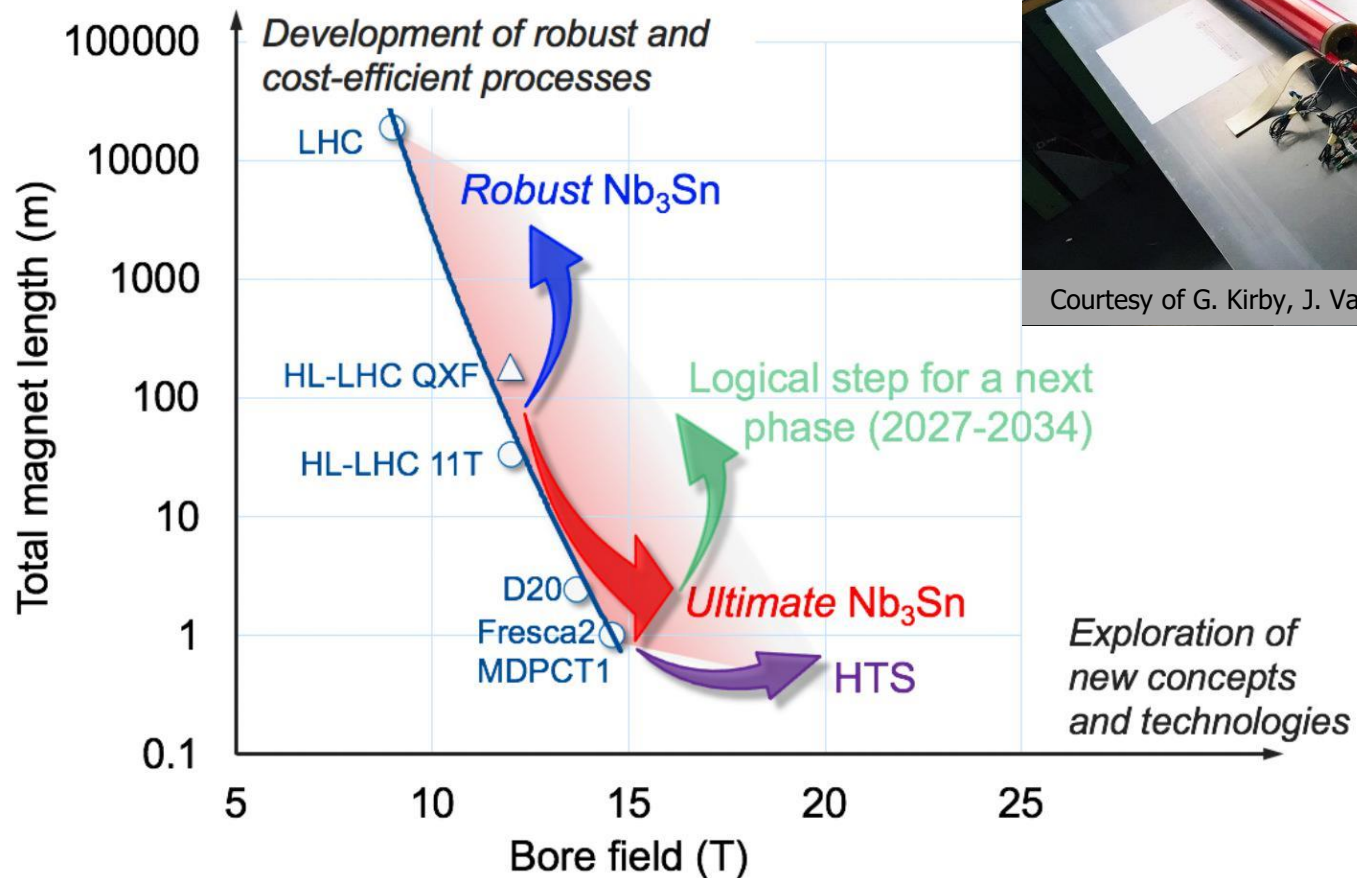 100000
Development of robust and
cost-efficient processes
LHC
10000
Robust Nb₃Sn
1000
Courtesy of G. Kirby, J. Va
HL-LHC QXF
100
Logical step for a next
phase (2027-2034)
HL-LHC 11T
10
D20
Ultimate Nb₃Sn
Fresca2
1
MDPCT1
HTS
Exploration of
new concepts
and technologies
0.1
5 10 15 20 25
Bore field (T)
Total magnet length (m)